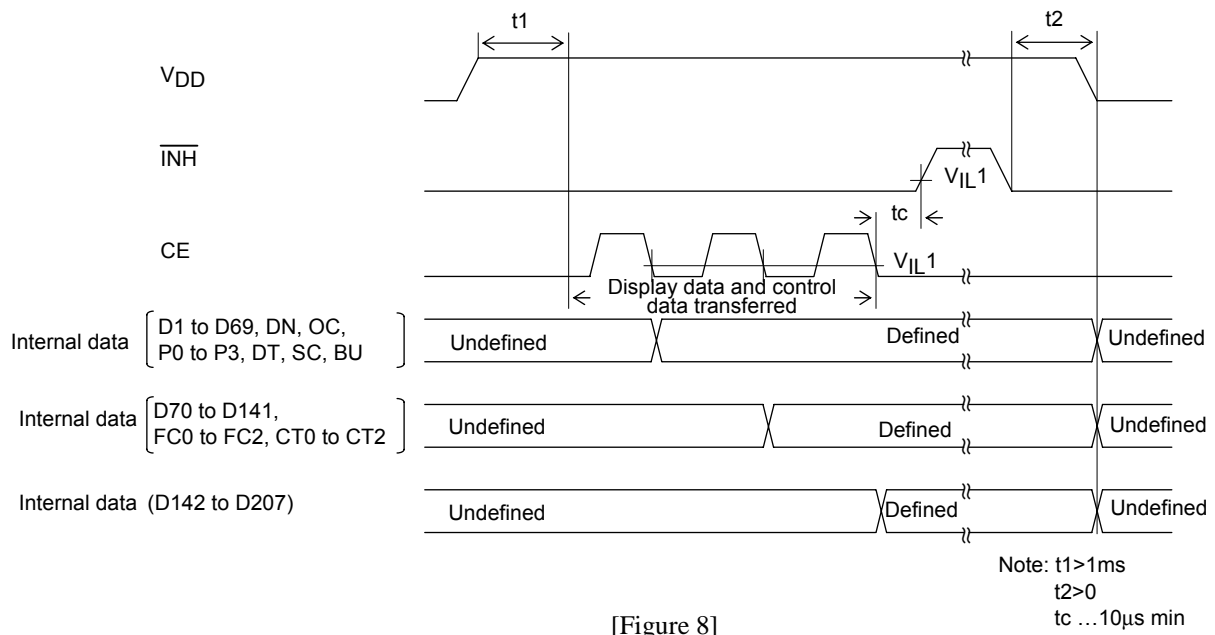 t1
t2
VDD
INH
VIL1
tc
CE
VIL1
Display data and control
data transferred
Internal data
D1 to D69, DN, OC,
P0 to P3, DT, SC, BU
Undefined
Defined
Undefined
Internal data
D70 to D141,
FC0 to FC2, CT0 to CT2
Undefined
Defined
Undefined
Internal data (D142 to D207)
Undefined
Defined
Undefined
Note: t1>1ms
t2>0
tc …10μs min
[Figure 8]